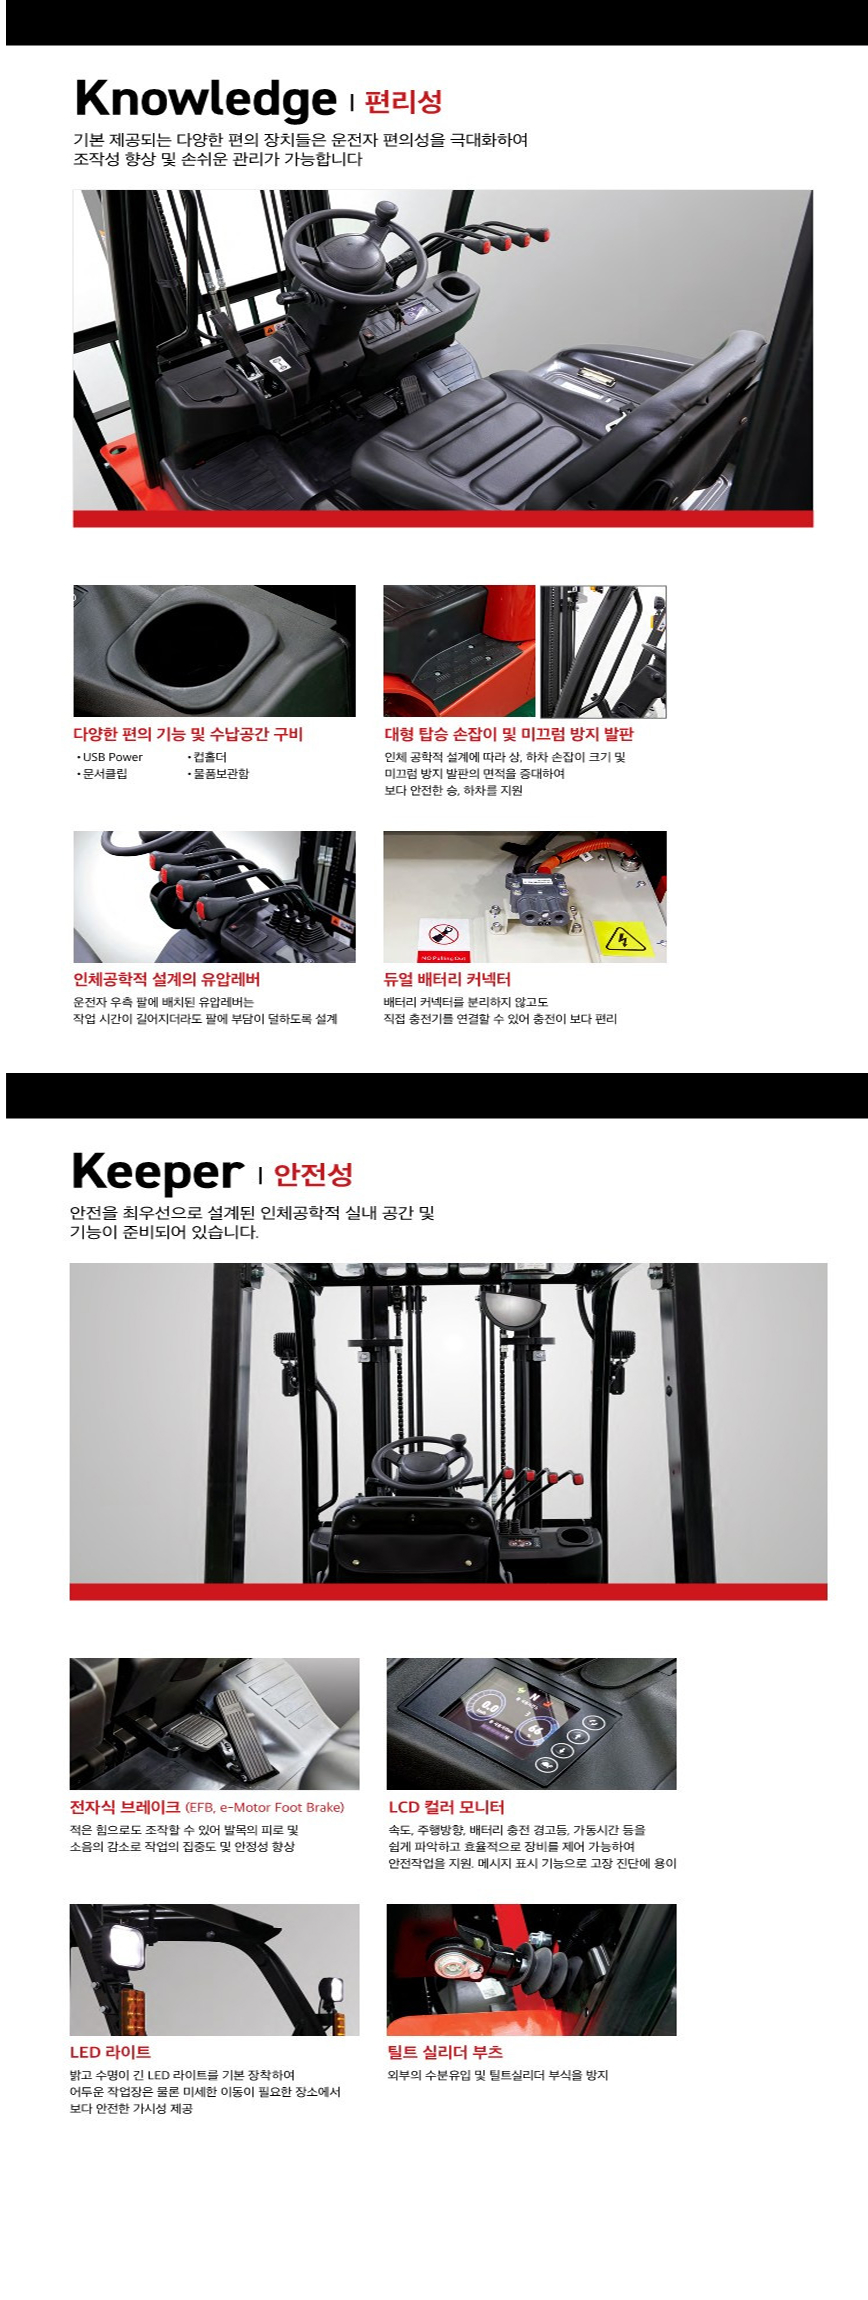 Knowledge | 편리성
기본 제공되는 다양한 편의 장치들은 운전자 편의성을 극대화하여
조작성 향상 및 손쉬운 관리가 가능합니다
다양한 편의 기능 및 수납공간 구비
• USB Power
• 컵홀더
• 문서클립
• 물품보관함
대형 탑승 손잡이 및 미끄럼 방지 발판
인체 공학적 설계에 따라 상, 하차 손잡이 크기 및
미끄럼 방지 발판의 면적을 증대하여
보다 안전한 승, 하차를 지원
인체공학적 설계의 유압레버
운전자 우측 팔에 배치된 유압레버는
작업 시간이 길어지더라도 팔에 부담이 덜하도록 설계
듀얼 배터리 커넥터
배터리 커넥터를 분리하지 않고도
직접 충전기를 연결할 수 있어 충전이 보다 편리
Keeper | 안전성
안전을 최우선으로 설계된 인체공학적 실내 공간 및
기능이 준비되어 있습니다.
전자식 브레이크 (EFB, e-Motor Foot Brake)
적은 힘으로도 조작할 수 있어 발목의 피로 및
소음의 감소로 작업의 집중도 및 안정성 향상
N
0.0
66
LCD 컬러 모니터
속도, 주행방향, 배터리 충전 경고등, 가동시간 등을
쉽게 파악하고 효율적으로 장비를 제어 가능하여
안전작업을 지원. 메시지 표시 기능으로 고장 진단에 용이
LED 라이트
밝고 수명이 긴 LED 라이트를 기본 장착하여
어두운 작업장은 물론 미세한 이동이 필요한 장소에서
보다 안전한 가시성 제공
틸트 실리더 부츠
외부의 수분유입 및 틸트실리더 부식을 방지